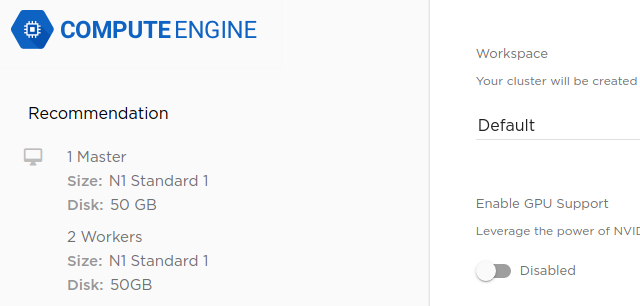 COMPUTE ENGINE
Recommendation
1 Master
Size: N1 Standard 1
Disk: 50 GB
2 Workers
Size: N1 Standard 1
Disk: 50GB
Workspace
Your cluster will be created
Default
Enable GPU Support
Leverage the power of NVID
Disabled